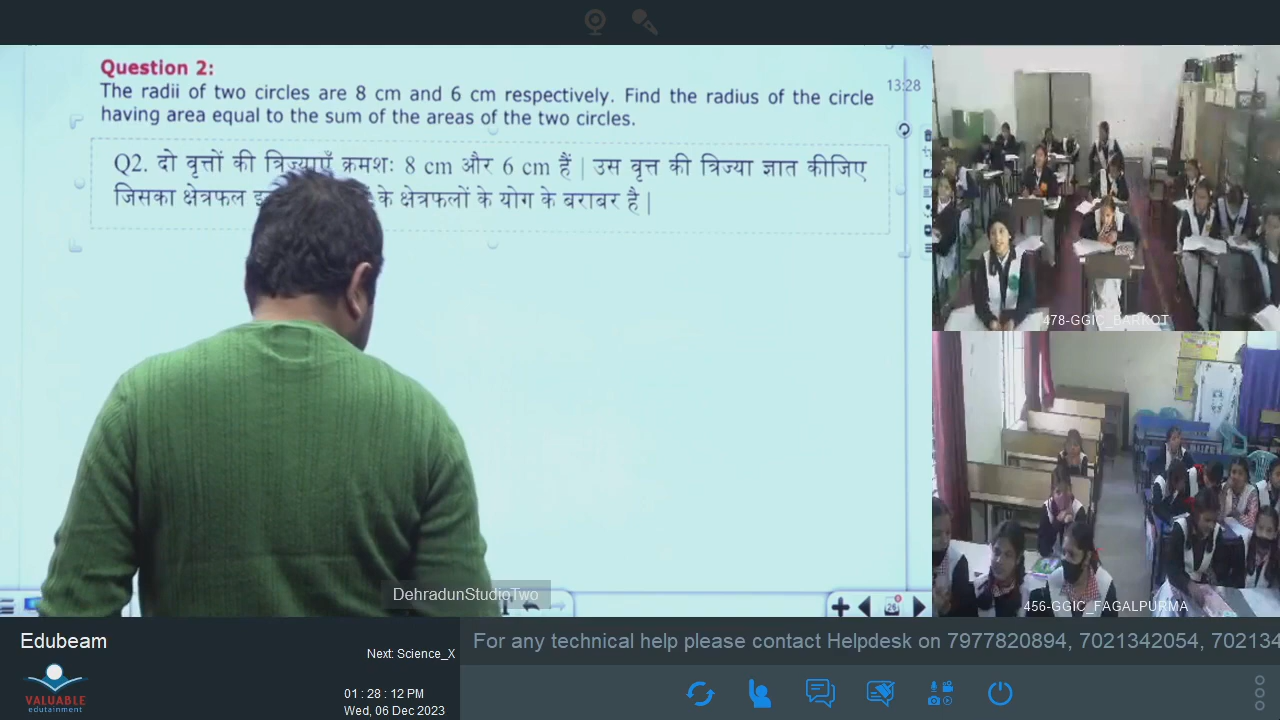 Question 2:
The radii of two circles are 8 cm and 6 cm respectively. Find the radius of the circle
having area equal to the sum of the areas of the two circles.
13:28
Q2. दो वृत्तों की त्रिज्याएँ क्रमशः 8 cm और 6 cm हैं | उस वृत्त की त्रिज्या ज्ञात कीजिए
जिसका क्षेत्रफल के क्षेत्रफलों के योग के बराबर है |
478-GGIC_BARKOT
456-GGIC_FAGALPURMA
DehradunStudioTwo
Edubeam
Next: Science_X
For any technical help please contact Helpdesk on 7977820894, 7021342054, 70213
VALUABLE
edutainment
01 : 28 : 12 PM
Wed, 06 Dec 2023